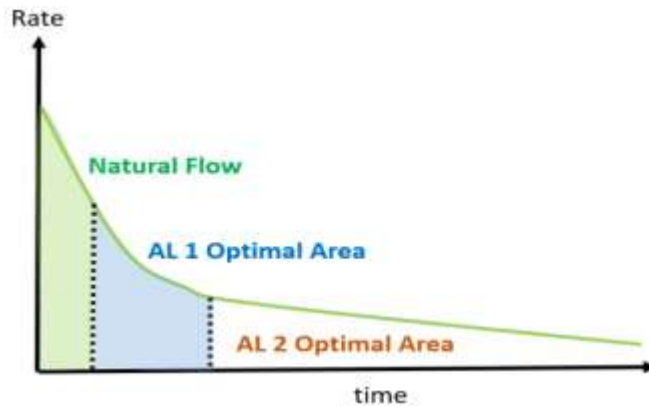 Rate
Natural Flow
AL 1 Optimal Area
AL 2 Optimal Area
time